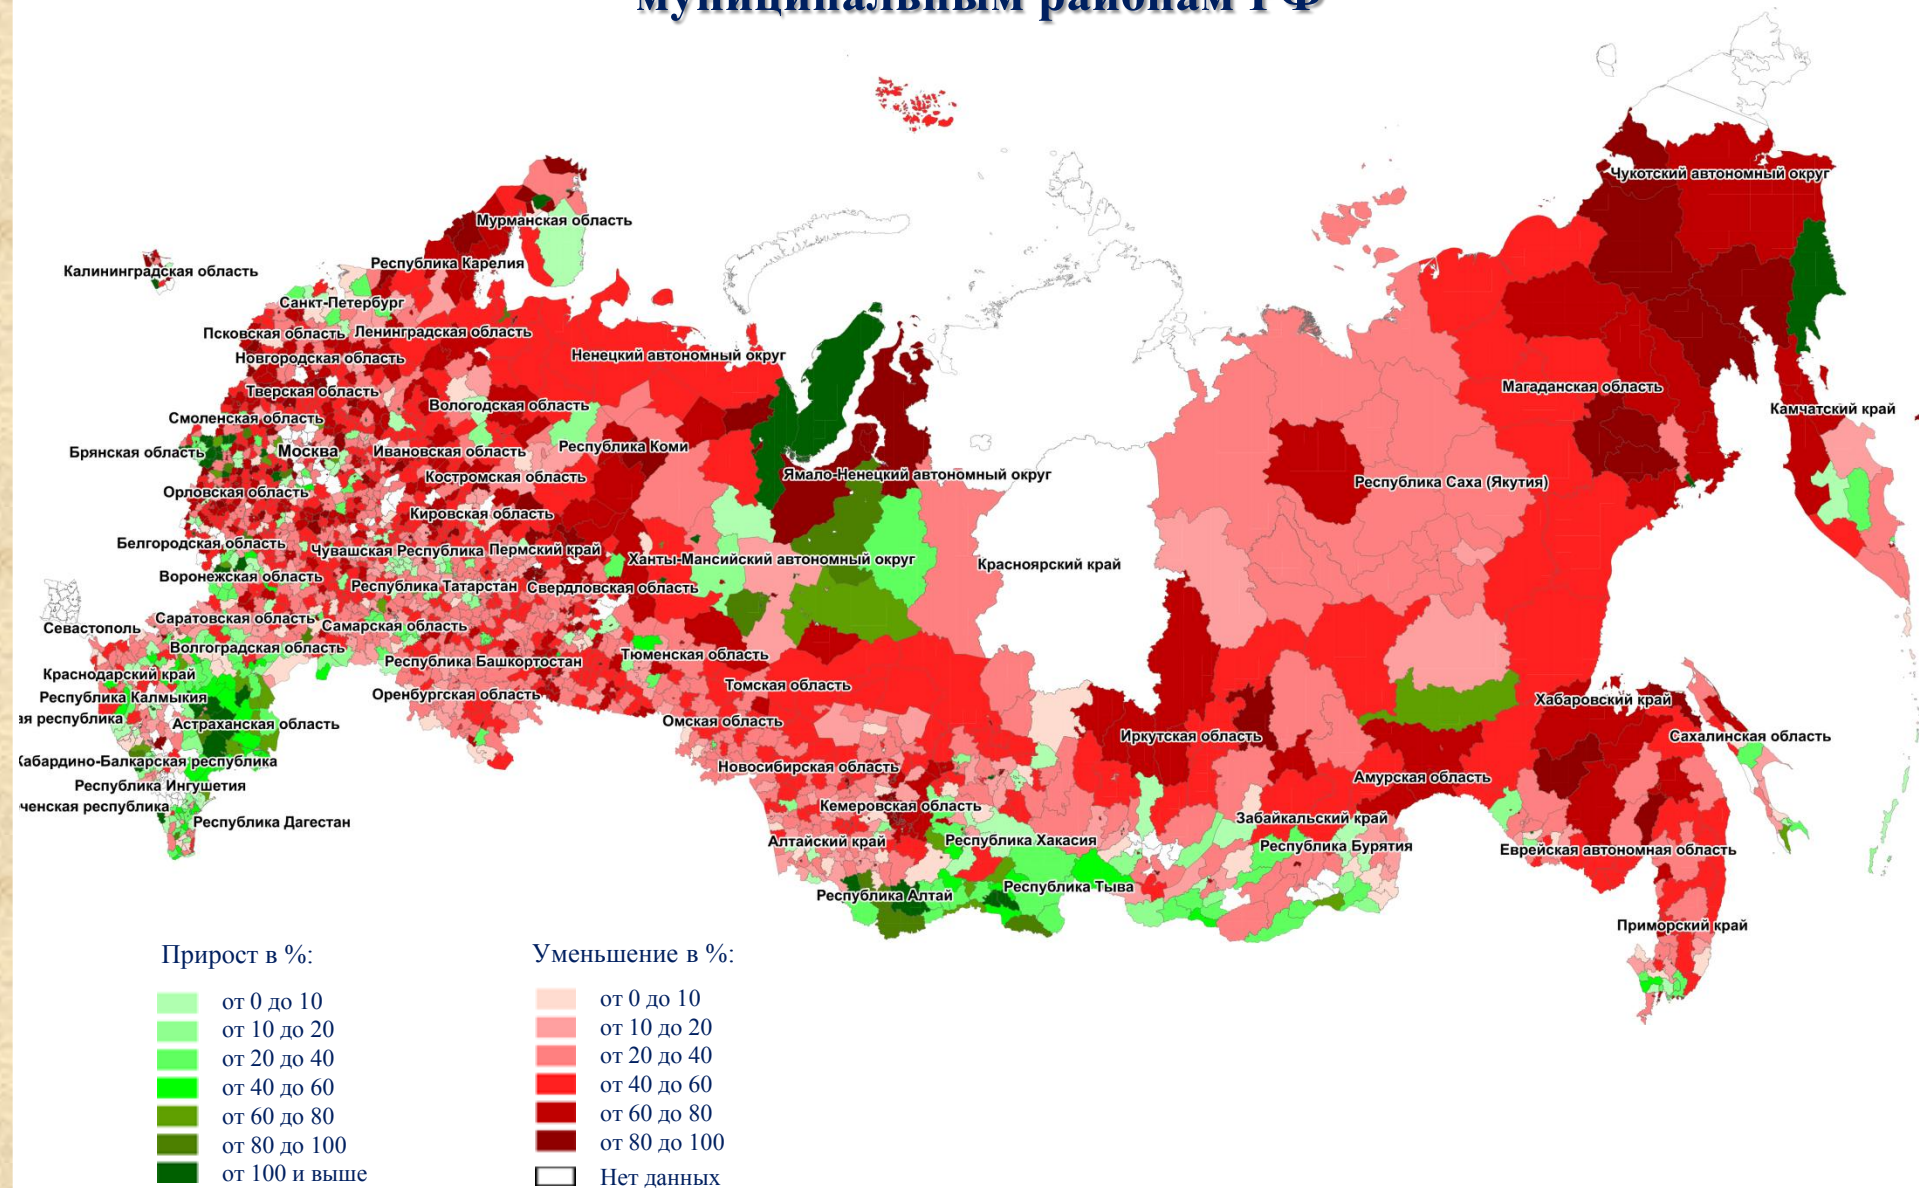 муниципальным районам РФ
Чукотский автономный округ
Мурманская область
Республика Карелия
Калининградская область
Санкт-Петербург
Псковская область
Ленинградская область
Новгородская область
Ненецкий автономный округ
Тверская область
Магаданская область
Вологодская область
Камчатский край
Смоленская область
Республика Коми
Брянская область
Москва
Ивановская область
Ямало-Ненецкий автономный округ
Костромская область
Республика Саха (Якутия)
Орловская область
Кировская область
Белгородская область
Чувашская Республика
Пермский край
Ханты-Мансийский автономный округ
Красноярский край
Воронежская область
Республика Татарстан
Свердловская область
Саратовская область
Самарская область
Севастополь
Волгоградская область
Тюменская область
Республика Башкортостан
Краснодарский край
Томская область
Республика Калмыкия
Оренбургская область
Хабаровский край
ая республика
Астраханская область
Омская область
Иркутская область
Сахалинская область
Кабардино-Балкарская республика
Новосибирская область
Амурская область
Республика Ингушетия
ченская республика
Кемеровская область
Забайкальский край
Республика Дагестан
Алтайский край
Республика Хакасия
Республика Бурятия
Еврейская автономная область
Республика Алтай
Республика Тыва
Приморский край
Прирост в %:
от 0 до 10
от 10 до 20
от 20 до 40
от 40 до 60
от 60 до 80
от 80 до 100
от 100 и выше
Уменьшение в %:
от 0 до 10
от 10 до 20
от 20 до 40
от 40 до 60
от 60 до 80
от 80 до 100
Нет данных